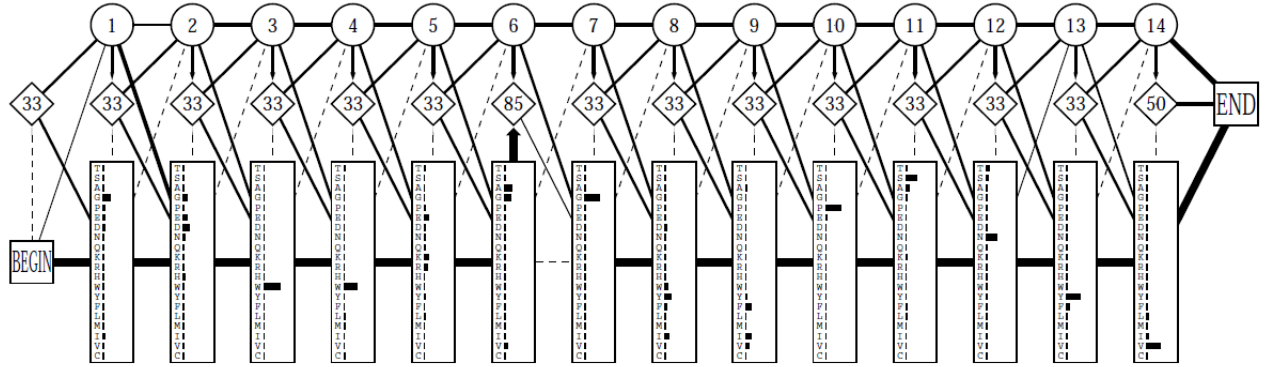 1 2 3 4 5 6 7 8 9 10 11 12 13 14
33 33 33 33 33 33 85 33 33 33 33 33 33 33 50 END
BEGIN
T S A G P E D N Q K R H W Y F L M I V C
T S A G P E D N Q K R H W Y F L M I V C
T S A G P E D N Q K R H W Y F L M I V C
T S A G P E D N Q K R H W Y F L M I V C
T S A G P E D N Q K R H W Y F L M I V C
T S A G P E D N Q K R H W Y F L M I V C
T S A G P E D N Q K R H W Y F L M I V C
T S A G P E D N Q K R H W Y F L M I V C
T S A G P E D N Q K R H W Y F L M I V C
T S A G P E D N Q K R H W Y F L M I V C
T S A G P E D N Q K R H W Y F L M I V C
T S A G P E D N Q K R H W Y F L M I V C
T S A G P E D N Q K R H W Y F L M I V C
T S A G P E D N Q K R H W Y F L M I V C